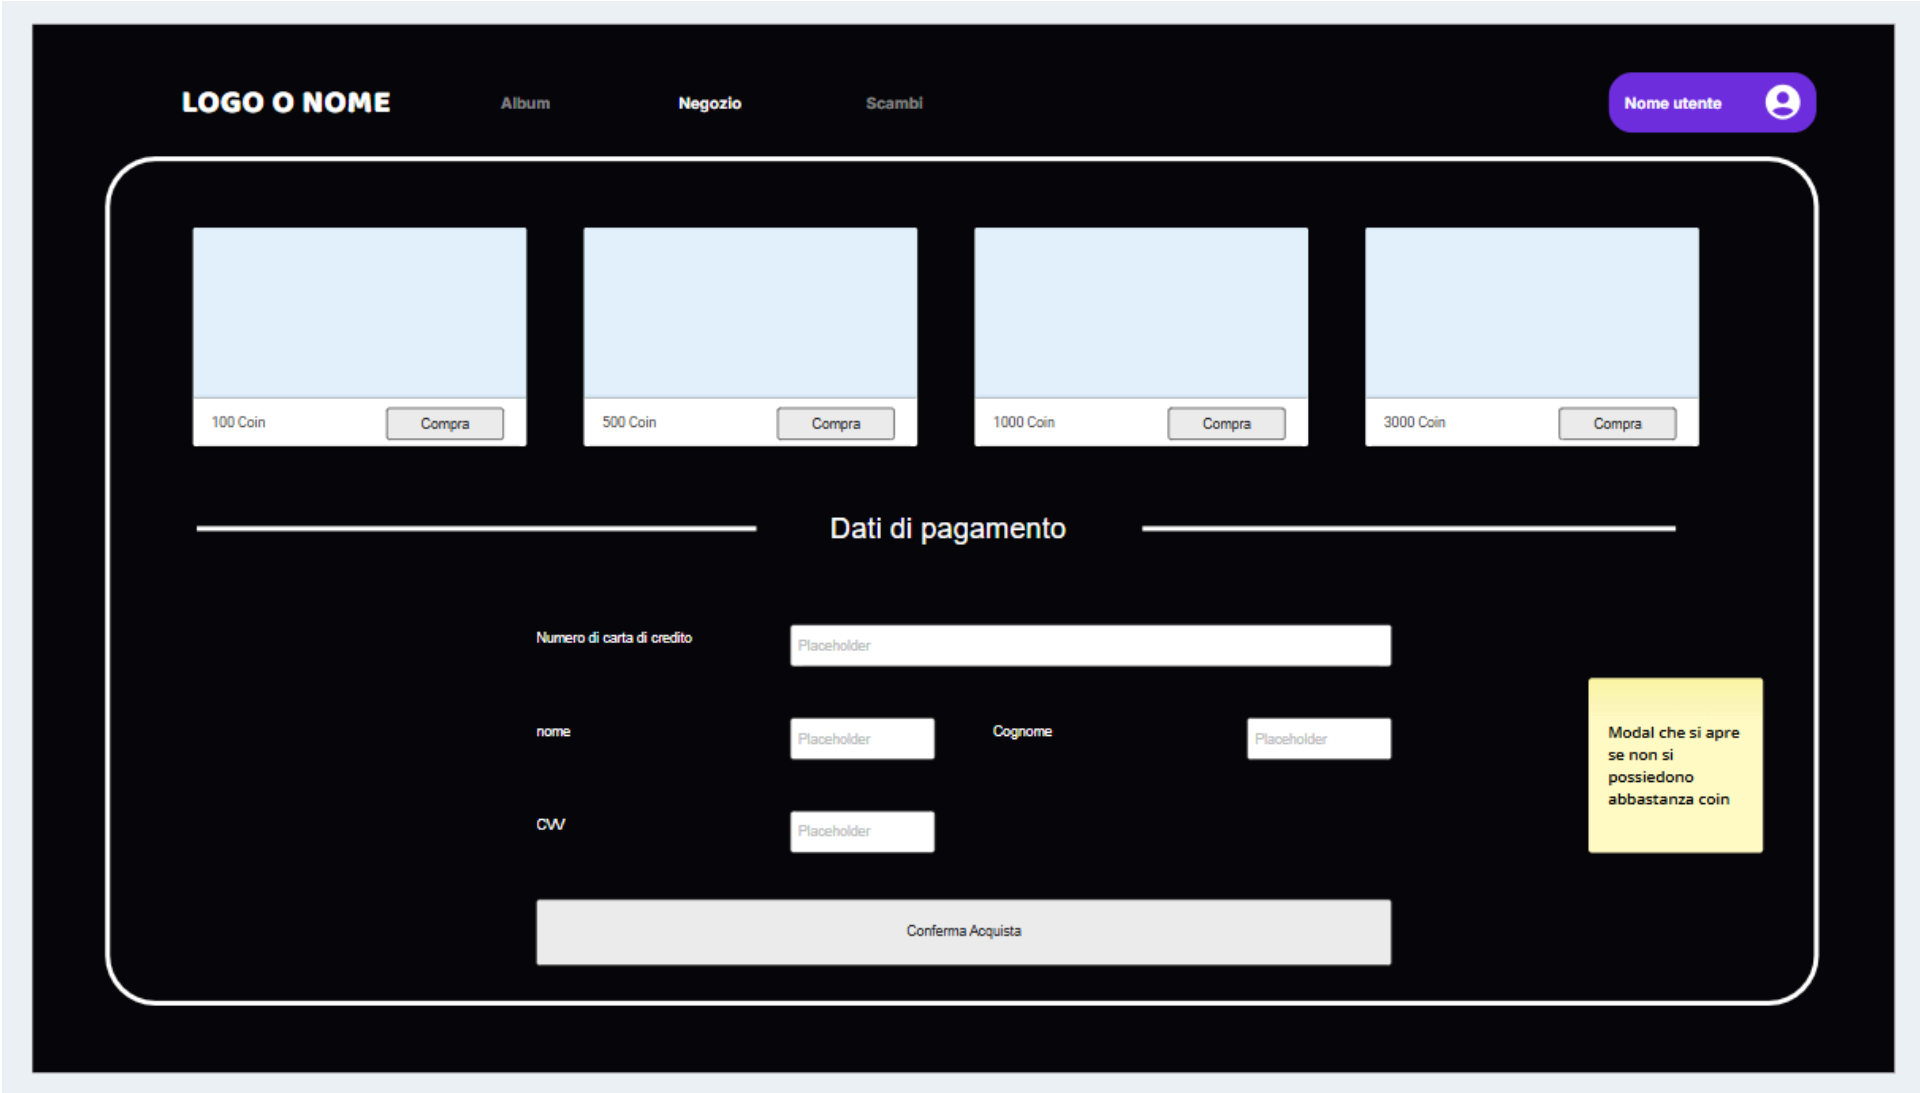 LOGO O NOME
Album
Negozio
Scambi
Nome utente
100 Coin
Compra
500 Coin
Compra
1000 Coin
Compra
3000 Coin
Compra
Dati di pagamento
Numero di carta di credito
Placeholder
nome
Placeholder
Cognome
Placeholder
CVV
Placeholder
Modal che si apre
se non si
possiedono
abbastanza coin
Conferma Acquista